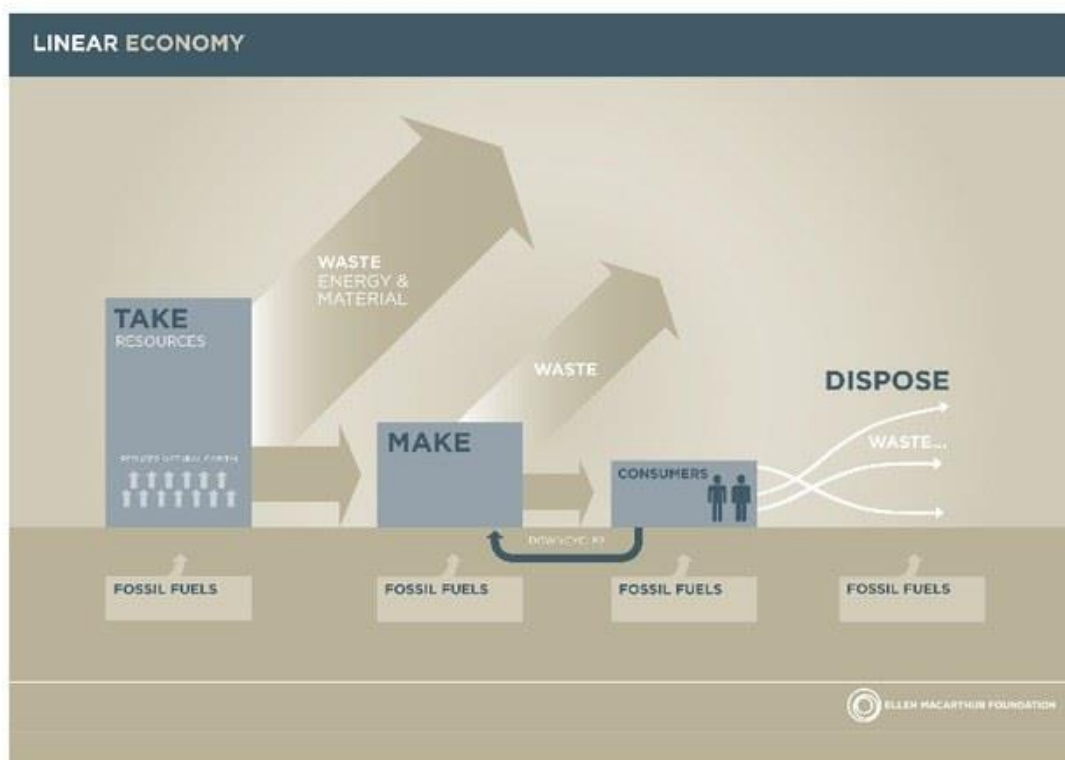 LINEAR ECONOMY
WASTE
ENERGY &
MATERIAL
TAKE
RESOURCES
WASTE
DISPOSE
MAKE
WASTE...
CONSUMERS
FOSSIL FUELS
FOSSIL FUELS
FOSSIL FUELS
FOSSIL FUELS
ELLEN MACARTHUR FOUNDATION